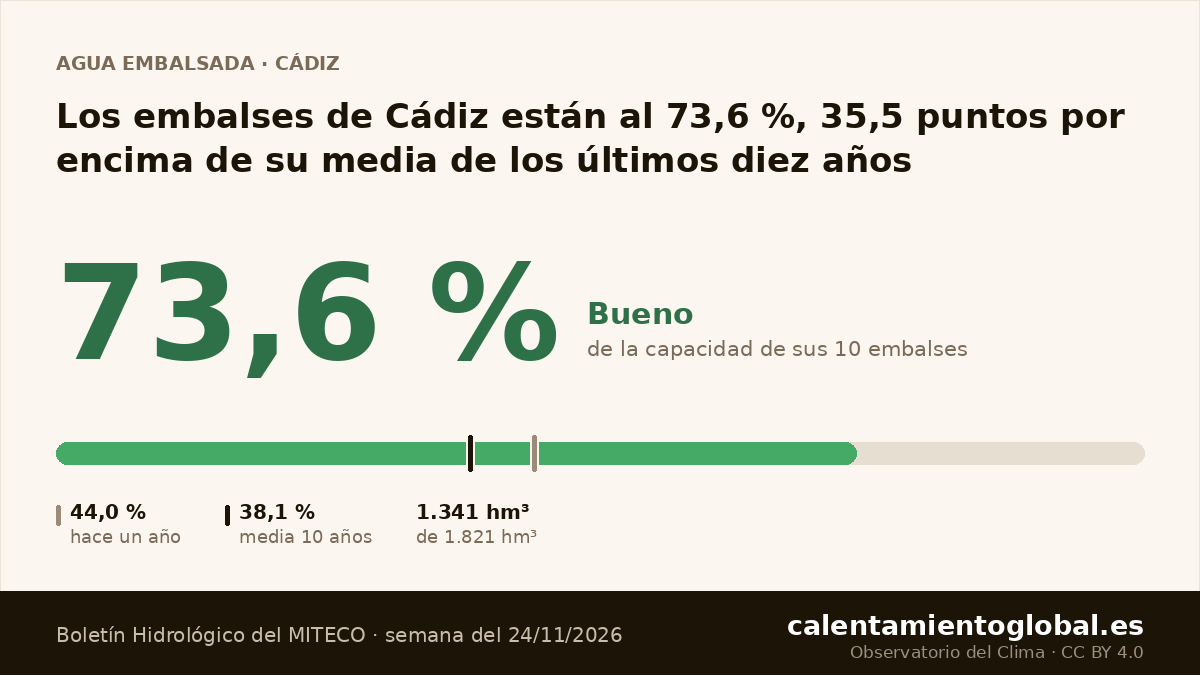 AGUA EMBALSADA · CÁDIZ
Los embalses de Cádiz están al 73,6 %, 35,5 puntos por
encima de su media de los últimos diez años
73,6 %
Bueno
de la capacidad de sus 10 embalses
44,0 %
hace un año
38,1 %
media 10 años
1.341 hm³
de 1.821 hm³
Boletín Hidrológico del MITECO · semana del 24/11/2026
calentamientoglobal.es
Observatorio del Clima · CC BY 4.0